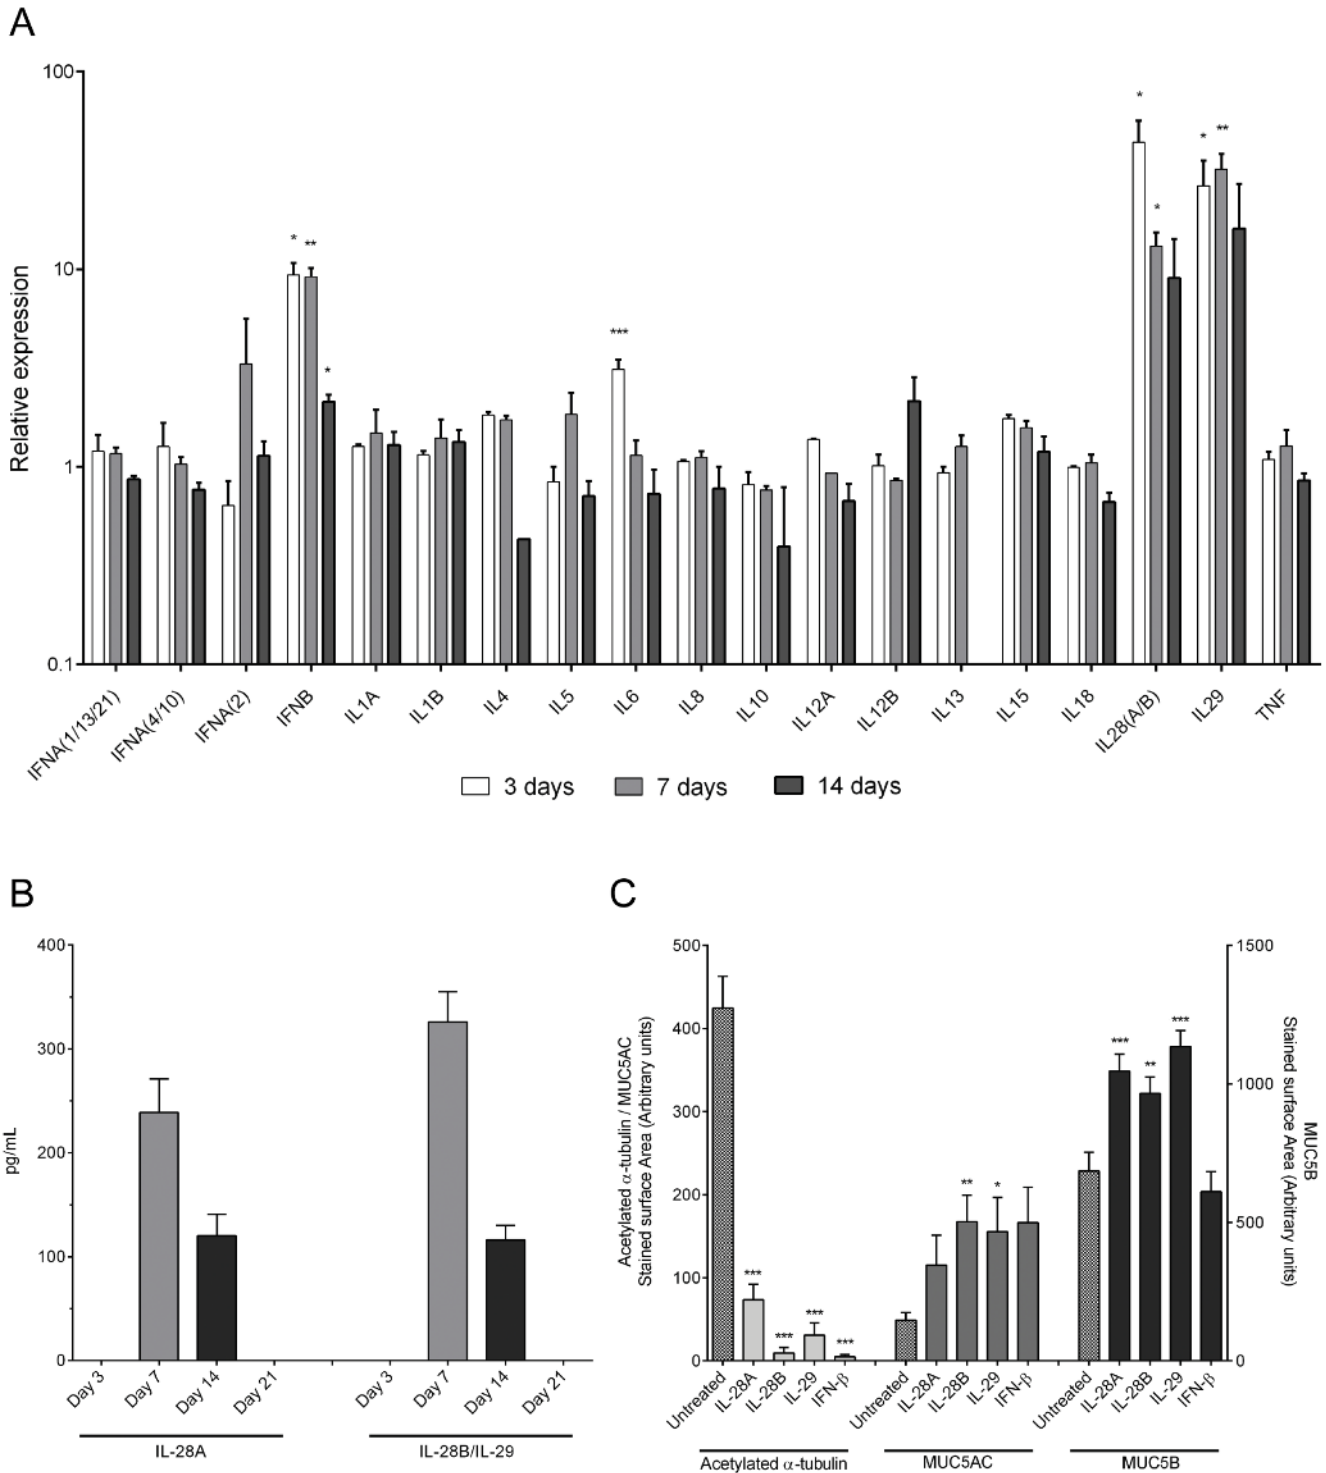 A
100
10
1
0.1
Relative expression
* ** * *** * * * **
IFNA(1/13/21) IFNA(4/10) IFNA(2) IFNB IL1A IL1B IL4 IL5 IL6 IL8 IL10 IL12A IL12B IL13 IL15 IL18 IL28(A/B) IL29 TNF
3 days 7 days 14 days
B
400
300
200
100
0
pg/mL
Day 3 Day 7 Day 14 Day 21 Day 3 Day 7 Day 14 Day 21
IL-28A IL-28B/IL-29
C
500
400
300
200
100
0
Acetylated α-tubulin / MUC5AC
Stained surface Area (Arbitrary units)
*** *** *** *** ** * *** ** ***
1500
1000
500
0
MUC5B
Stained surface Area (Arbitrary units)
Untreated IL-28A IL-28B IL-29 IFN-β Untreated IL-28A IL-28B IL-29 IFN-β Untreated IL-28A IL-28B IL-29 IFN-β
Acetylated α-tubulin MUC5AC MUC5B